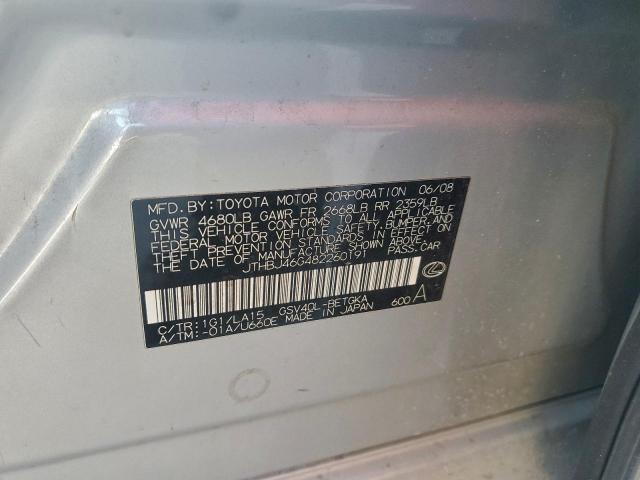 MFD. BY: TOYOTA MOTOR CORPORATION 06/08
GVWR 4680LB GAWR FR 2668LB RR 2359LB
THIS VEHICLE CONFORMS TO ALL APPLICABLE
FEDERAL MOTOR VEHICLE SAFETY, BUMPER, AND
THEFT PREVENTION STANDARDS IN EFFECT ON
THE DATE OF MANUFACTURE SHOWN ABOVE.
JTHBJ46G482260191 PASS. CAR
C/TR: 1G1/LA15 GSV40L-BETGKA
A/TM: -01A/U660E MADE IN JAPAN 600 A